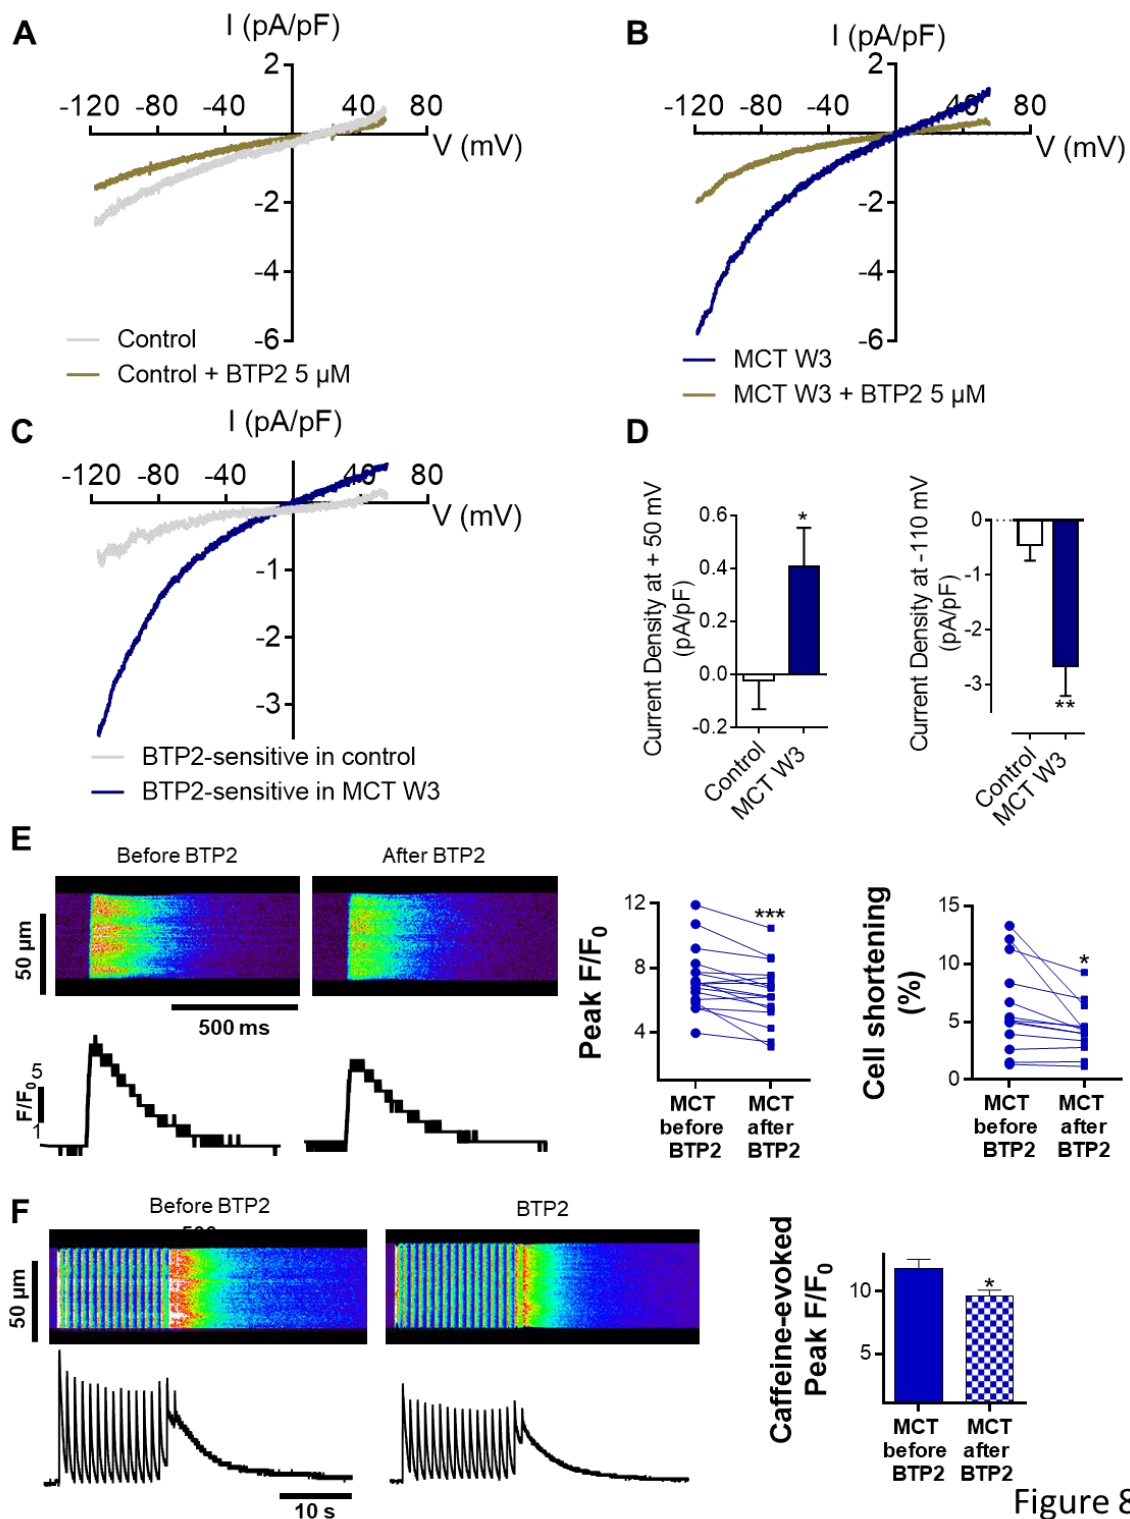 A
I (pA/pF)
2
-120 -80 -40 40 80
V (mV)
-2
-4
-6
Control
Control + BTP2 5 µM
B
I (pA/pF)
2
-120 -80 -40 40 80
V (mV)
-2
-4
-6
MCT W3
MCT W3 + BTP2 5 µM
C
I (pA/pF)
-120 -80 -40 40 80
V (mV)
-1
-2
-3
BTP2-sensitive in control
BTP2-sensitive in MCT W3
D
Current Density at + 50 mV
(pA/pF)
0.6
0.4
0.2
0.0
-0.2
*
Control
MCT W3
Current Density at -110 mV
(pA/pF)
0
-1
-2
-3
**
Control
MCT W3
E
Before BTP2
After BTP2
50 µm
500 ms
F/F0
5
1
Peak F/F0
12
8
4
***
MCT
before
BTP2
MCT
after
BTP2
Cell shortening
(%)
15
10
5
0
*
MCT
before
BTP2
MCT
after
BTP2
F
Before BTP2
BTP2
50 µm
10 s
Caffeine-evoked
Peak F/F0
10
5
*
MCT
before
BTP2
MCT
after
BTP2
Figure 8